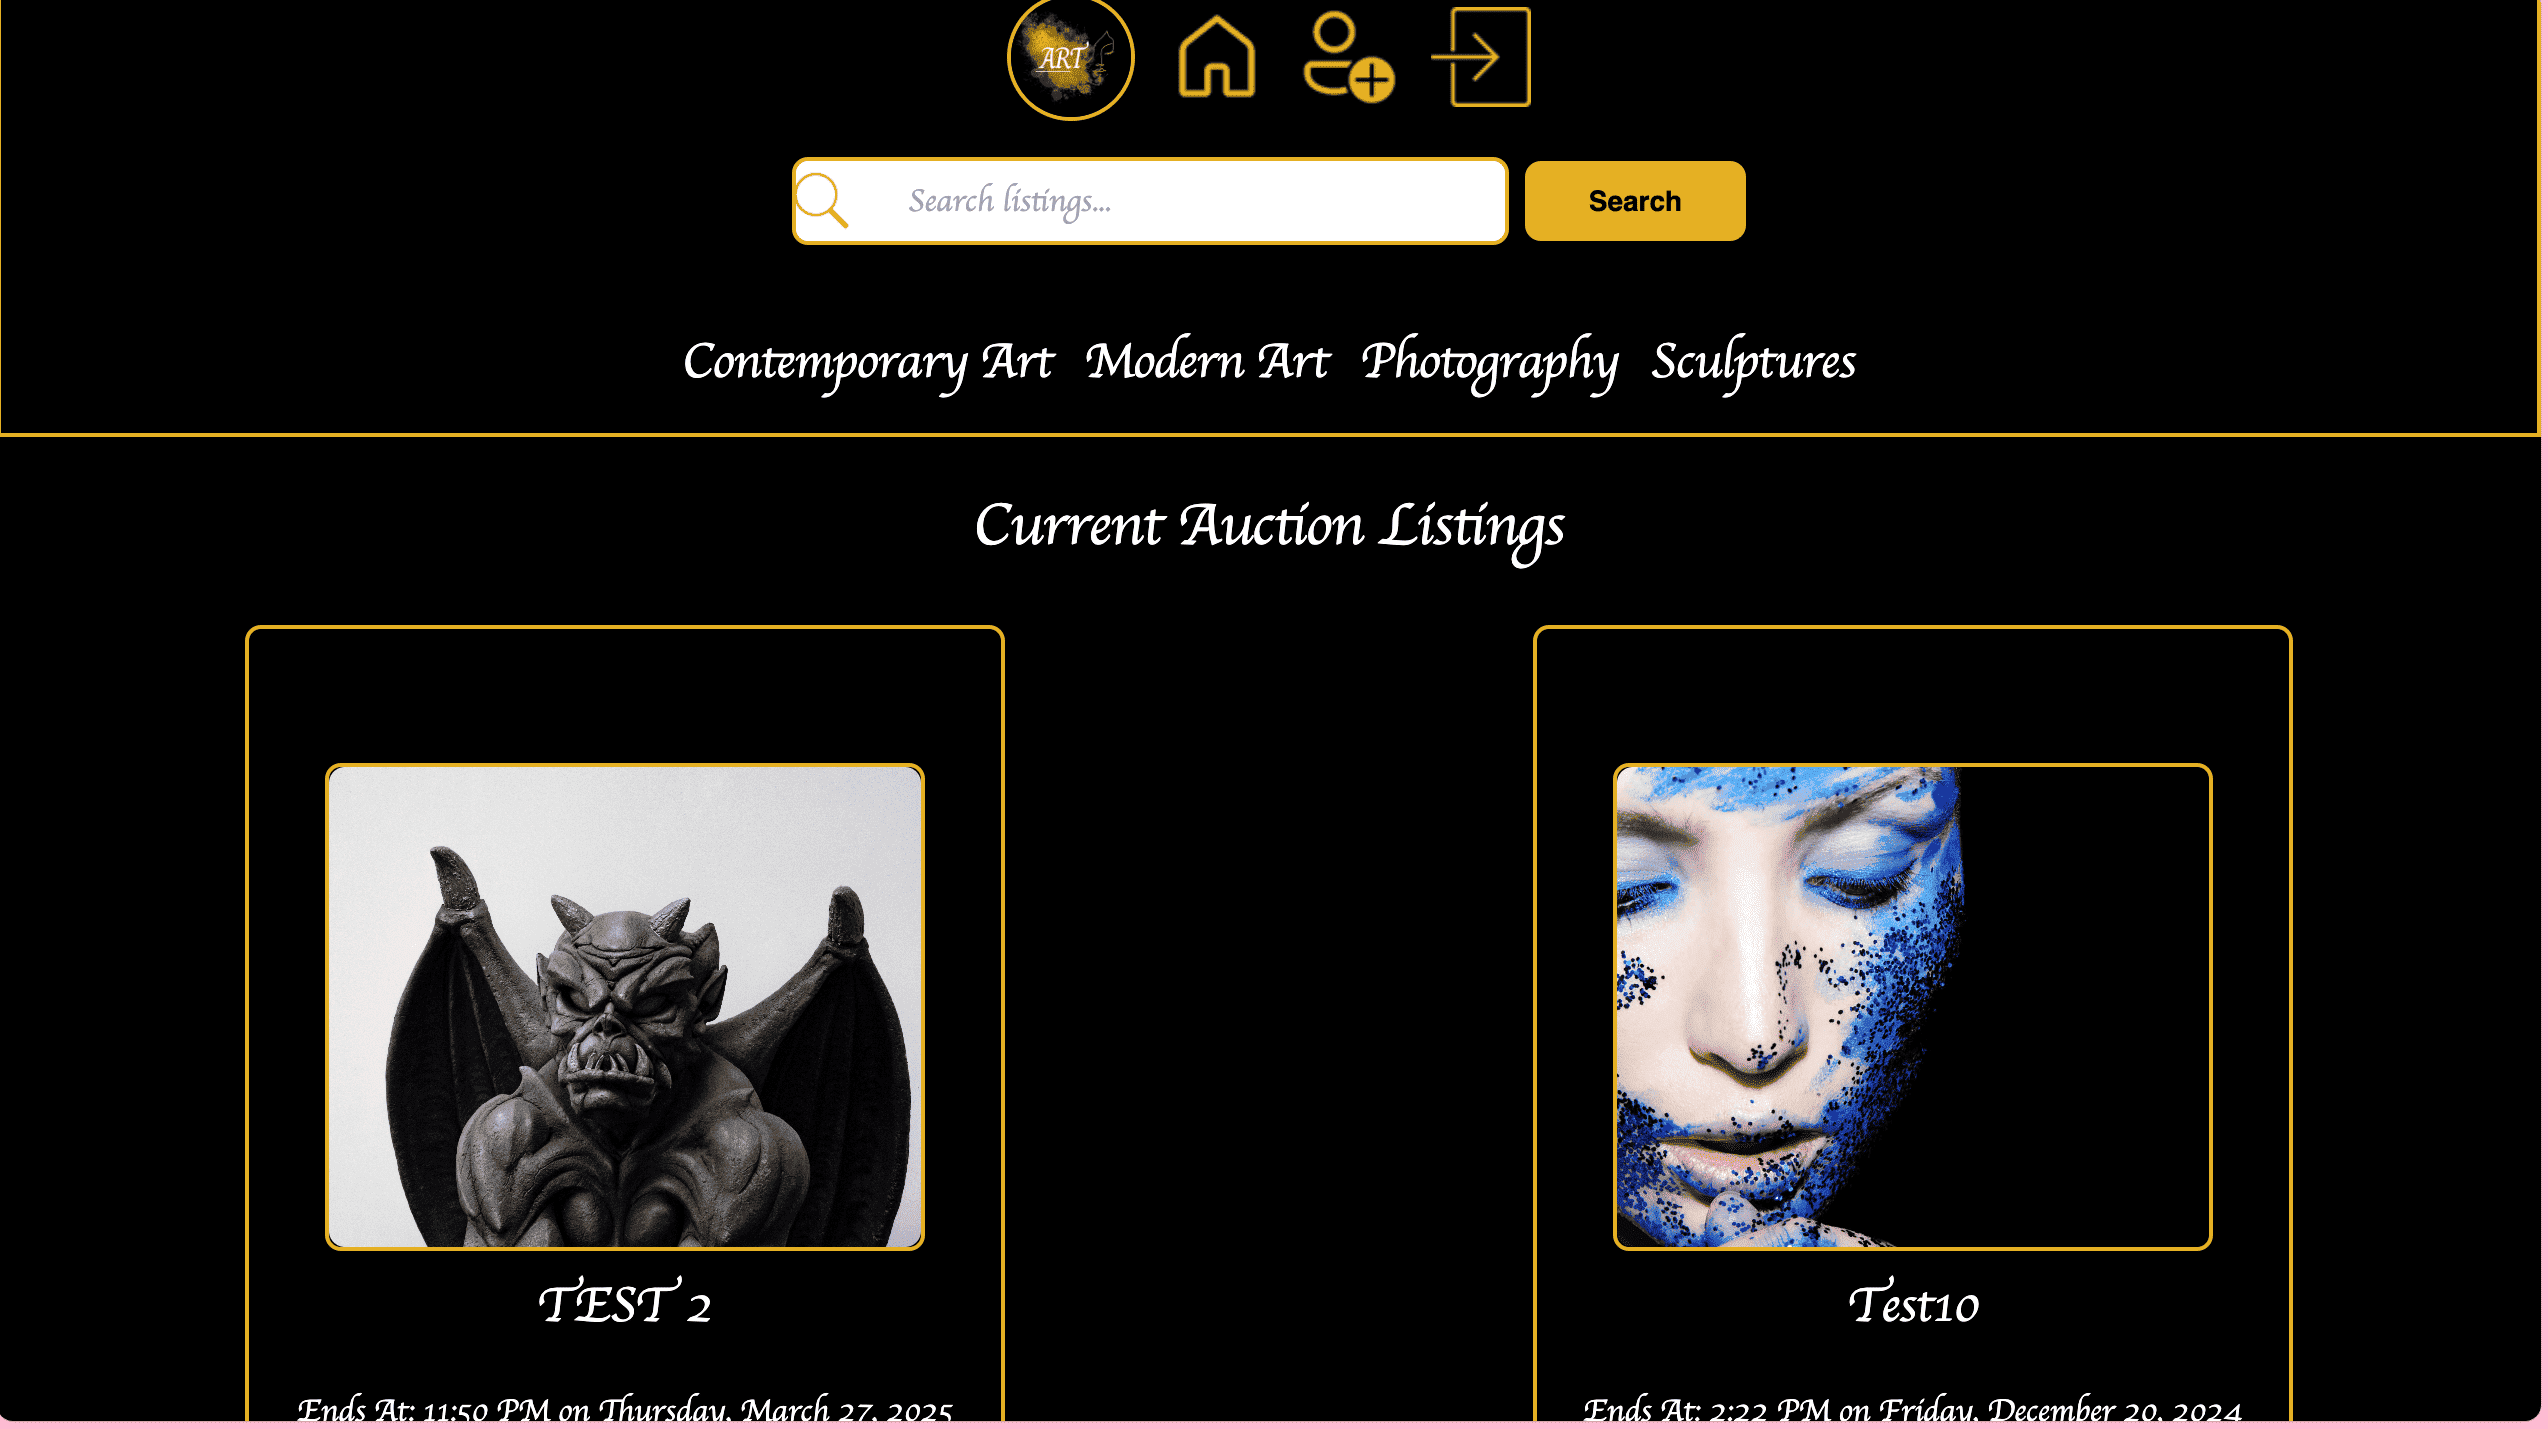 ART
Search listings...
Search
Contemporary Art Modern Art Photography Sculptures
Current Auction Listings
TEST 2
Test10
Ends At: 11:50 PM on Thursday, March 27, 2025
Ends At: 2:22 PM on Friday, December 20, 2024